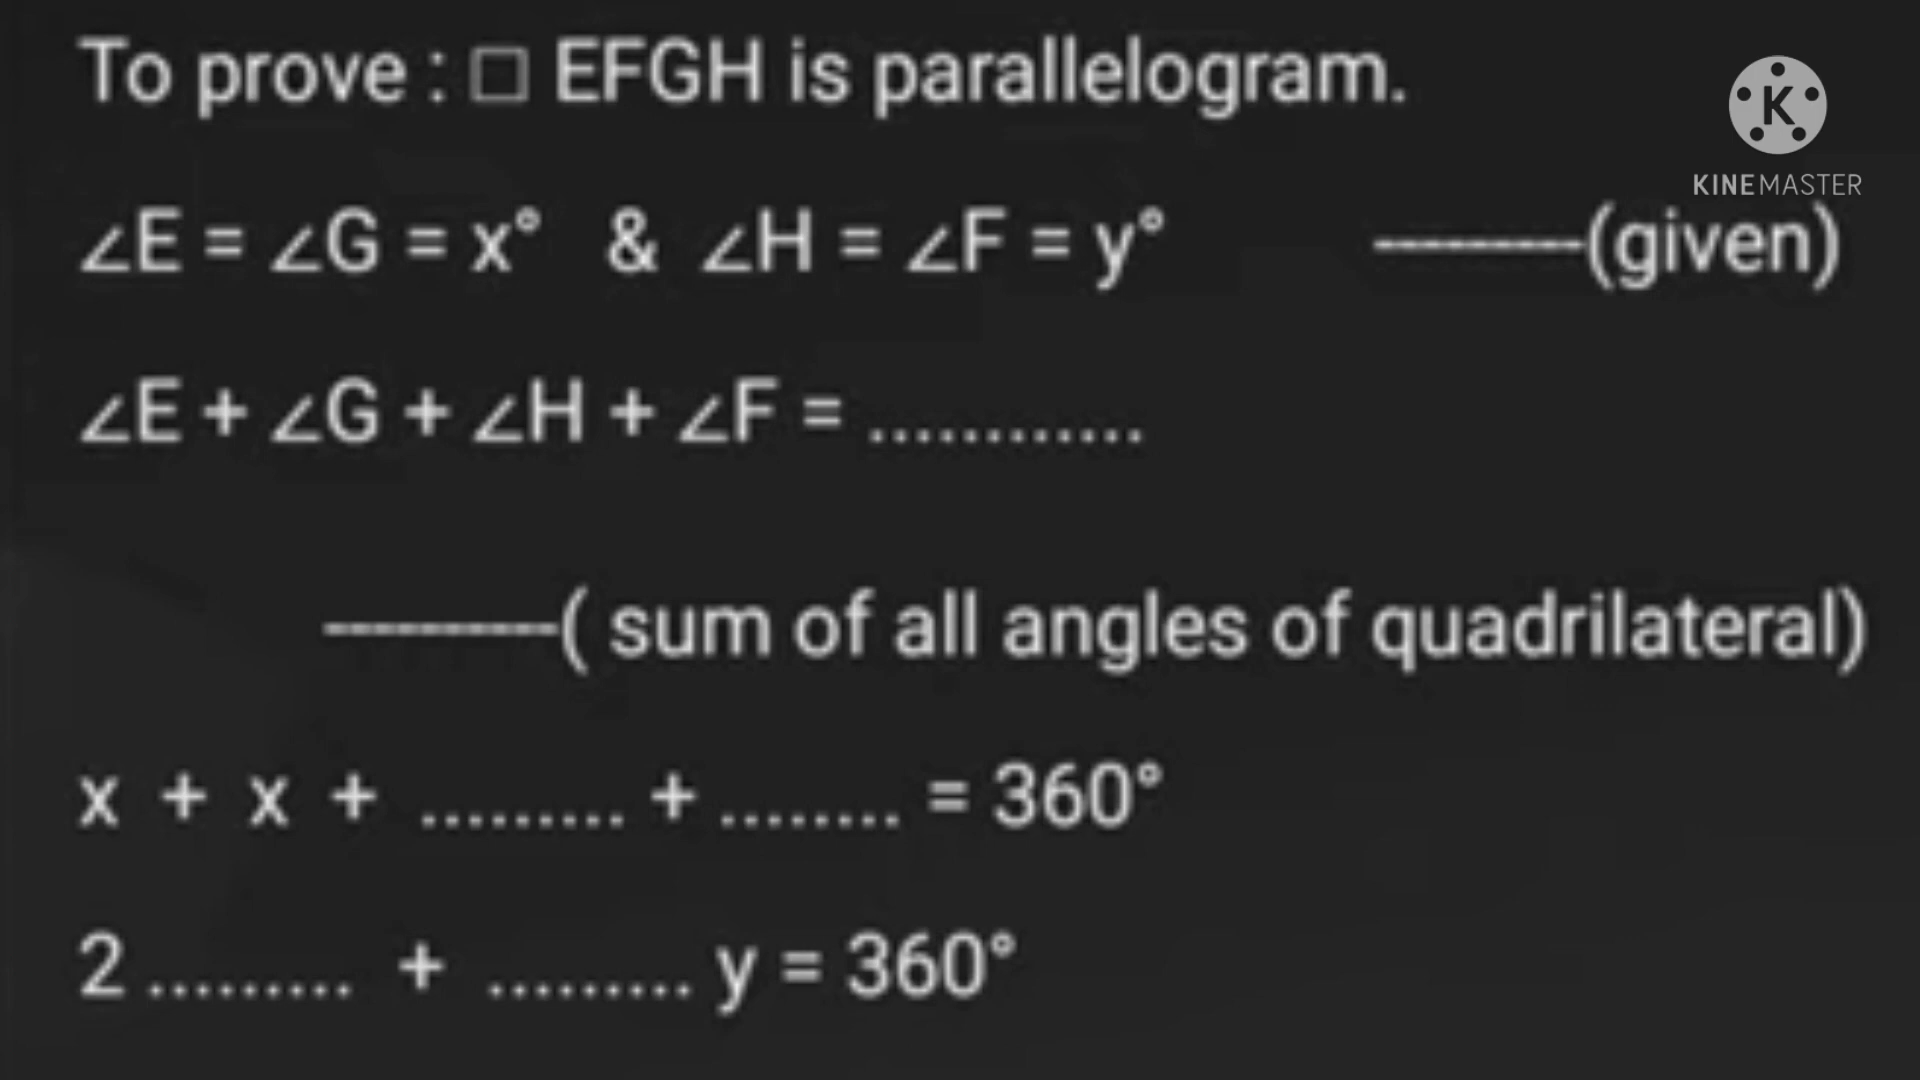 To prove : □ EFGH is parallelogram.
K
KINEMASTER
∠E = ∠G = x° & ∠H = ∠F = y° ---------(given)
∠E + ∠G + ∠H + ∠F = ............
----------( sum of all angles of quadrilateral)
x + x + ......... + ........ = 360°
2 ......... + ......... y = 360°